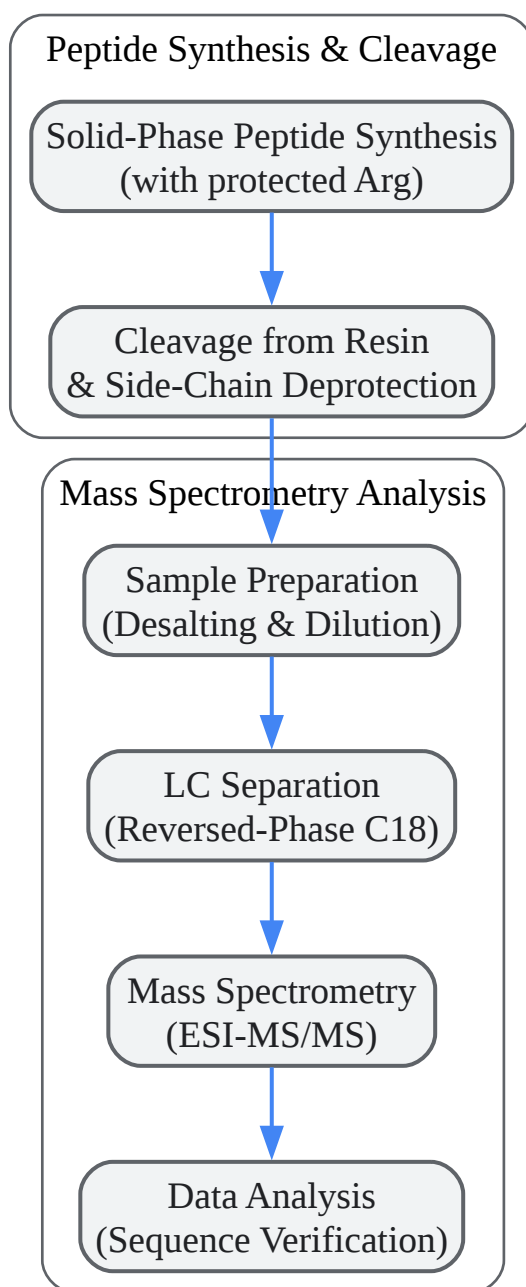 Peptide Synthesis & Cleavage
Solid-Phase Peptide Synthesis
(with protected Arg)
Cleavage from Resin
& Side-Chain Deprotection
Mass Spectrometry Analysis
Sample Preparation
(Desalting & Dilution)
LC Separation
(Reversed-Phase C18)
Mass Spectrometry
(ESI-MS/MS)
Data Analysis
(Sequence Verification)